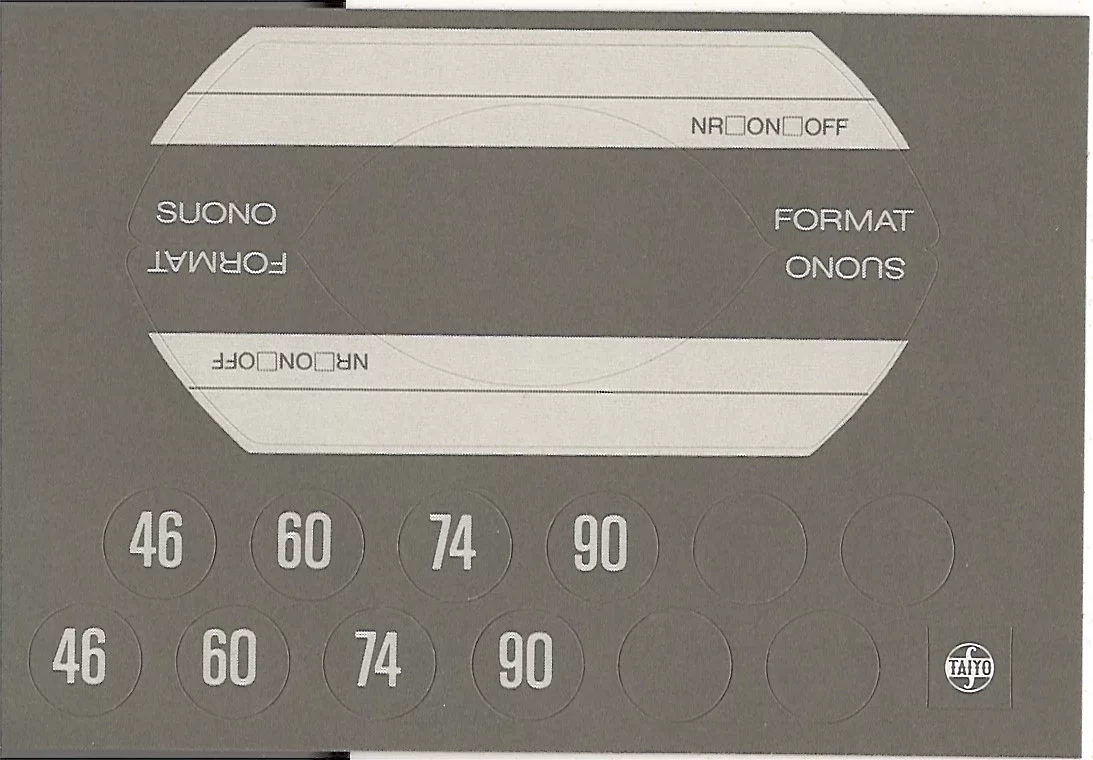 NR□ON□OFF
SUONO FORMAT
FORMAT SUONO
NR□ON□OFF
46 60 74 90
46 60 74 90
TAIYO